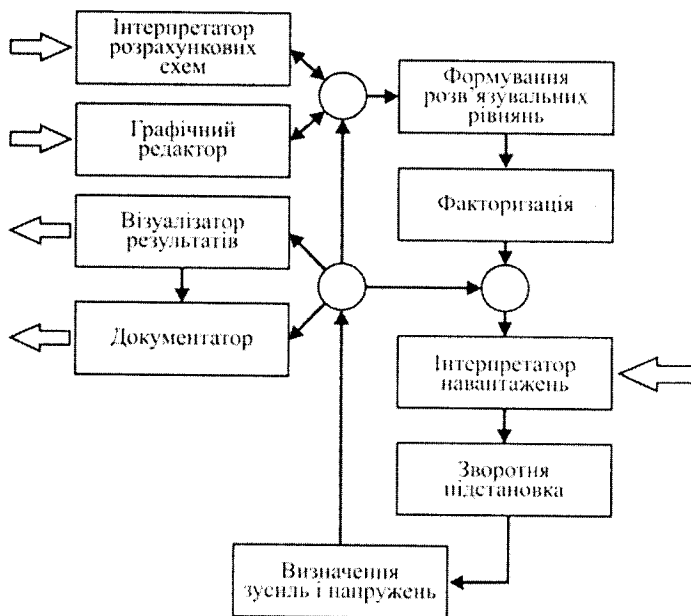 Інтерпретатор
розрахункових
схем
Графічний
редактор
Візуалізатор
результатів
Документатор
Формування
розв'язувальних
рівнянь
Факторизація
Інтерпретатор
навантажень
Зворотня
підстановка
Визначення
зусиль і напружень